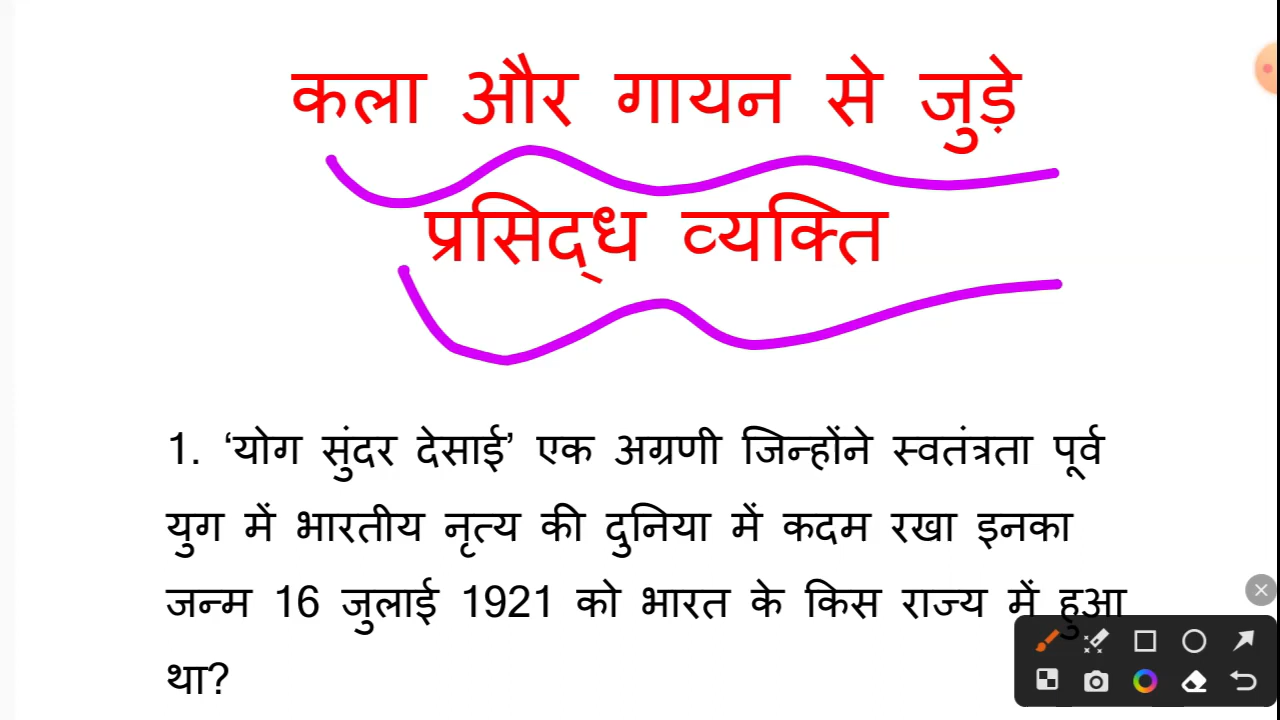 कला और गायन से जुड़े
प्रसिद्ध व्यक्ति
1. ‘योग सुंदर देसाई’ एक अग्रणी जिन्होंने स्वतंत्रता पूर्व
युग में भारतीय नृत्य की दुनिया में कदम रखा इनका
जन्म 16 जुलाई 1921 को भारत के किस राज्य में हुआ
था?